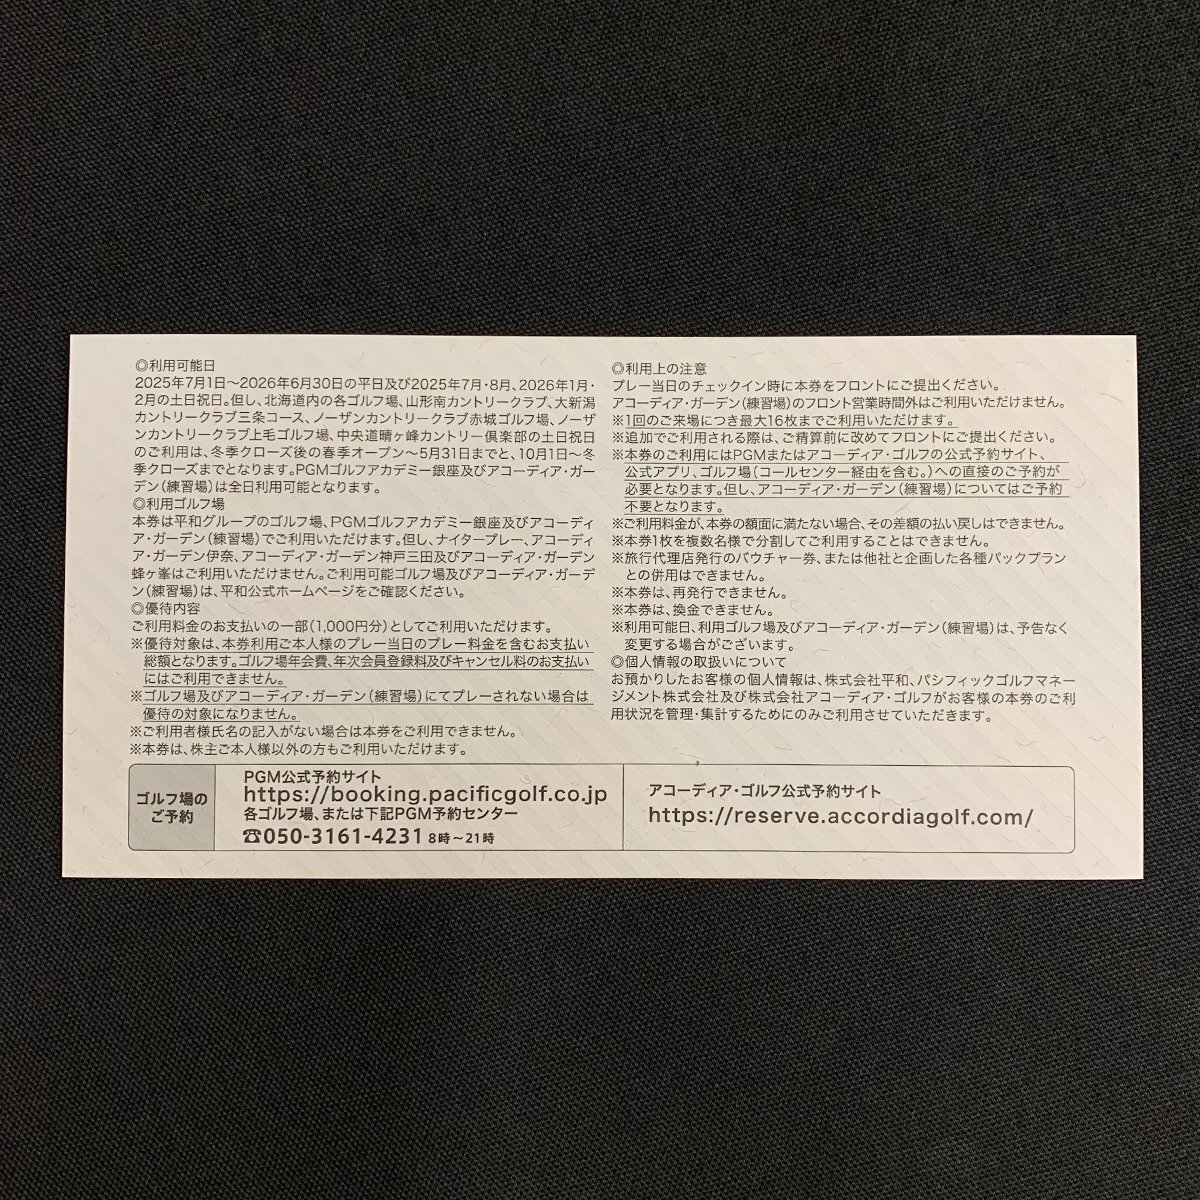 ◎利用可能日
2025年7月1日～2026年6月30日の平日及び2025年7月・8月、2026年1月・
2月の土日祝日。但し、北海道内の各ゴルフ場、山形南カントリークラブ、大新潟
カントリークラブ三条コース、ノーザンカントリークラブ赤城ゴルフ場、ノーザ
ンカントリークラブ上毛ゴルフ場、中央道晴ヶ峰カントリー倶楽部の土日祝日
のご利用は、冬季クローズ後の春季オープン～5月31日までと、10月1日～冬
季クローズまでとなります。PGMゴルフアカデミー銀座及びアコーディア・ガー
デン（練習場）は全日利用可能となります。
◎利用ゴルフ場
本券は平和グループのゴルフ場、PGMゴルフアカデミー銀座及びアコーディ
ア・ガーデン（練習場）でご利用いただけます。但し、ナイタープレー、アコーディ
ア・ガーデン伊奈、アコーディア・ガーデン神戸三田及びアコーディア・ガーデン
蜂ヶ峯はご利用いただけません。ご利用可能ゴルフ場及びアコーディア・ガーデ
ン（練習場）は、平和公式ホームページをご確認ください。
◎優待内容
ご利用料金のお支払いの一部（1,000円分）としてご利用いただけます。
※優待対象は、本券利用ご本人様のプレー当日のプレー料金を含むお支払い
総額となります。ゴルフ場年会費、年次会員登録料及びキャンセル料のお支払い
にはご利用できません。
※ゴルフ場及びアコーディア・ガーデン（練習場）にてプレーされない場合は
優待の対象になりません。
※ご利用者様氏名の記入がない場合は本券をご利用できません。
※本券は、株主ご本人様以外の方もご利用いただけます。
◎利用上の注意
プレー当日のチェックイン時に本券をフロントにご提出ください。
アコーディア・ガーデン（練習場）のフロント営業時間外はご利用いただけません。
※1回のご来場につき最大16枚までご利用いただけます。
※追加でご利用される際は、ご精算前に改めてフロントにご提出ください。
※本券のご利用にはPGMまたはアコーディア・ゴルフの公式予約サイト、
公式アプリ、ゴルフ場（コールセンター経由を含む。）への直接のご予約が
必要となります。但し、アコーディア・ガーデン（練習場）についてはご予約
不要となります。
※ご利用料金が、本券の額面に満たない場合、その差額の払い戻しはできません。
※本券1枚を複数名様で分割してご利用することはできません。
※旅行代理店発行のバウチャー券、または他社と企画した各種パックプラン
との併用はできません。
※本券は、再発行できません。
※本券は、換金できません。
※利用可能日、利用ゴルフ場及びアコーディア・ガーデン（練習場）は、予告なく
変更する場合がございます。
◎個人情報の取扱いについて
お預かりしたお客様の個人情報は、株式会社平和、パシフィックゴルフマネー
ジメント株式会社及び株式会社アコーディア・ゴルフがお客様の本券のご利
用状況を管理・集計するためにのみご利用させていただきます。
ゴルフ場の
ご予約
PGM公式予約サイト
https://booking.pacificgolf.co.jp
各ゴルフ場、または下記PGM予約センター
☎050-3161-4231 8時～21時
アコーディア・ゴルフ公式予約サイト
https://reserve.accordiagolf.com/